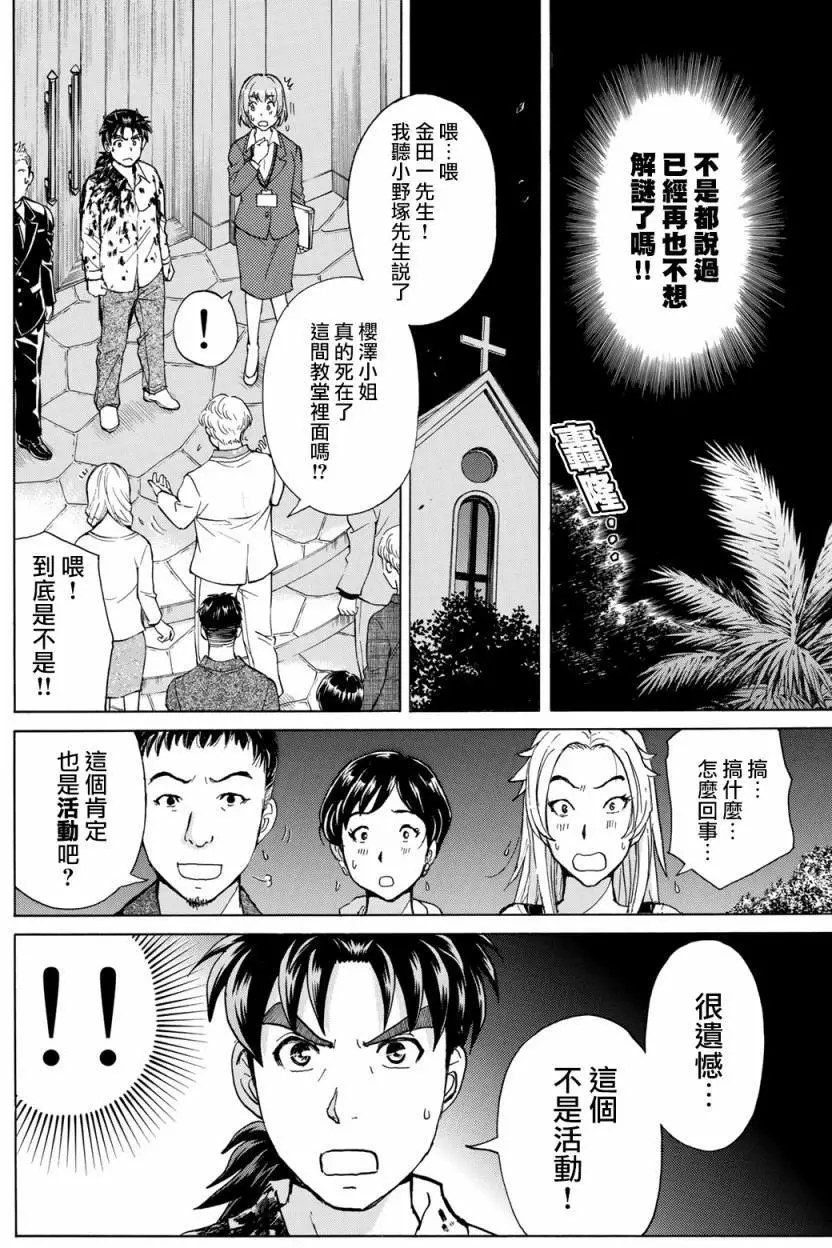 不是都說過
已經再也不想
解謎了嗎!!
轟隆…
喂…喂
金田一先生！
我聽小野塚先生說了
櫻澤小姐
真的死在了
這間教堂裡面嗎!?
！
喂！
到底是不是!!
搞…
搞什麼…
怎麼回事…
這個肯定
也是活動吧？
很遺憾…
這個
不是活動！
!!